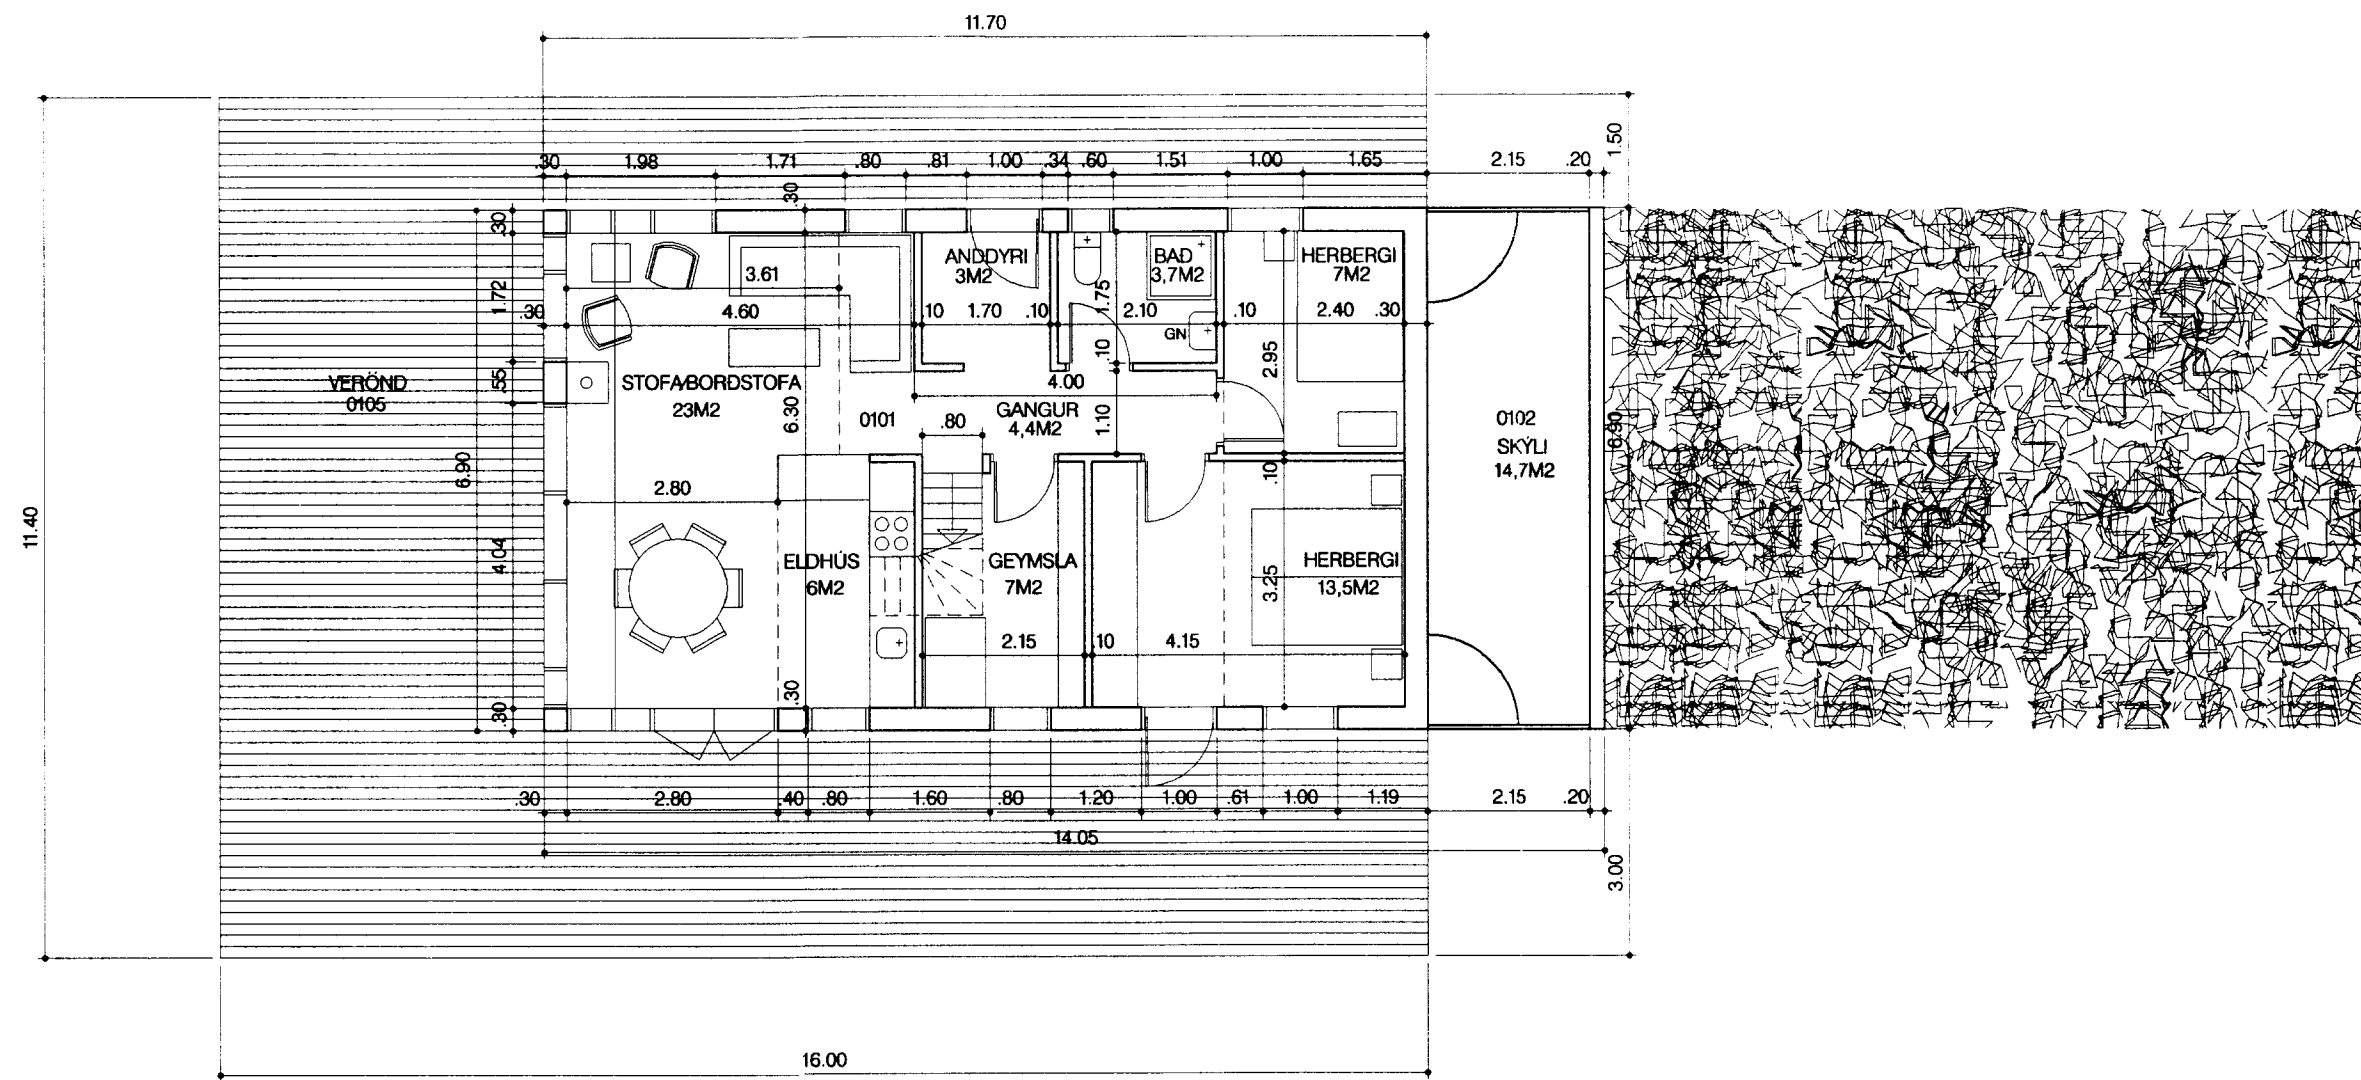 11.70
.30 1.98 1.71 .80 .81 1.00 .34 .60 1.51 1.00 1.65 2.15 .20
1.50
.30
.30
ANDDYRI
3M2
BAÐ
3,7M2
HERBERGI
7M2
3.61
1.72
1.75
.30 4.60 .10 1.70 .10 2.10 .10 2.40 .30
GN
.10
2.95
VERÖND
0105
.55
STOFA/BORÐSTOFA
23M2
4.00
6.30
0101
.80
GANGUR
4,4M2
1.10
0102
SKÝLI
14,7M2
6.90
6.90
.10
2.80
11.40
4.04
ELDHÚS
6M2
GEYMSLA
7M2
HERBERGI
13,5M2
3.25
2.15 .10 4.15
.30
.30
.30 2.80 .40 .80 1.60 .80 1.20 1.00 .61 1.00 1.19 2.15 .20
14.05
3.00
16.00